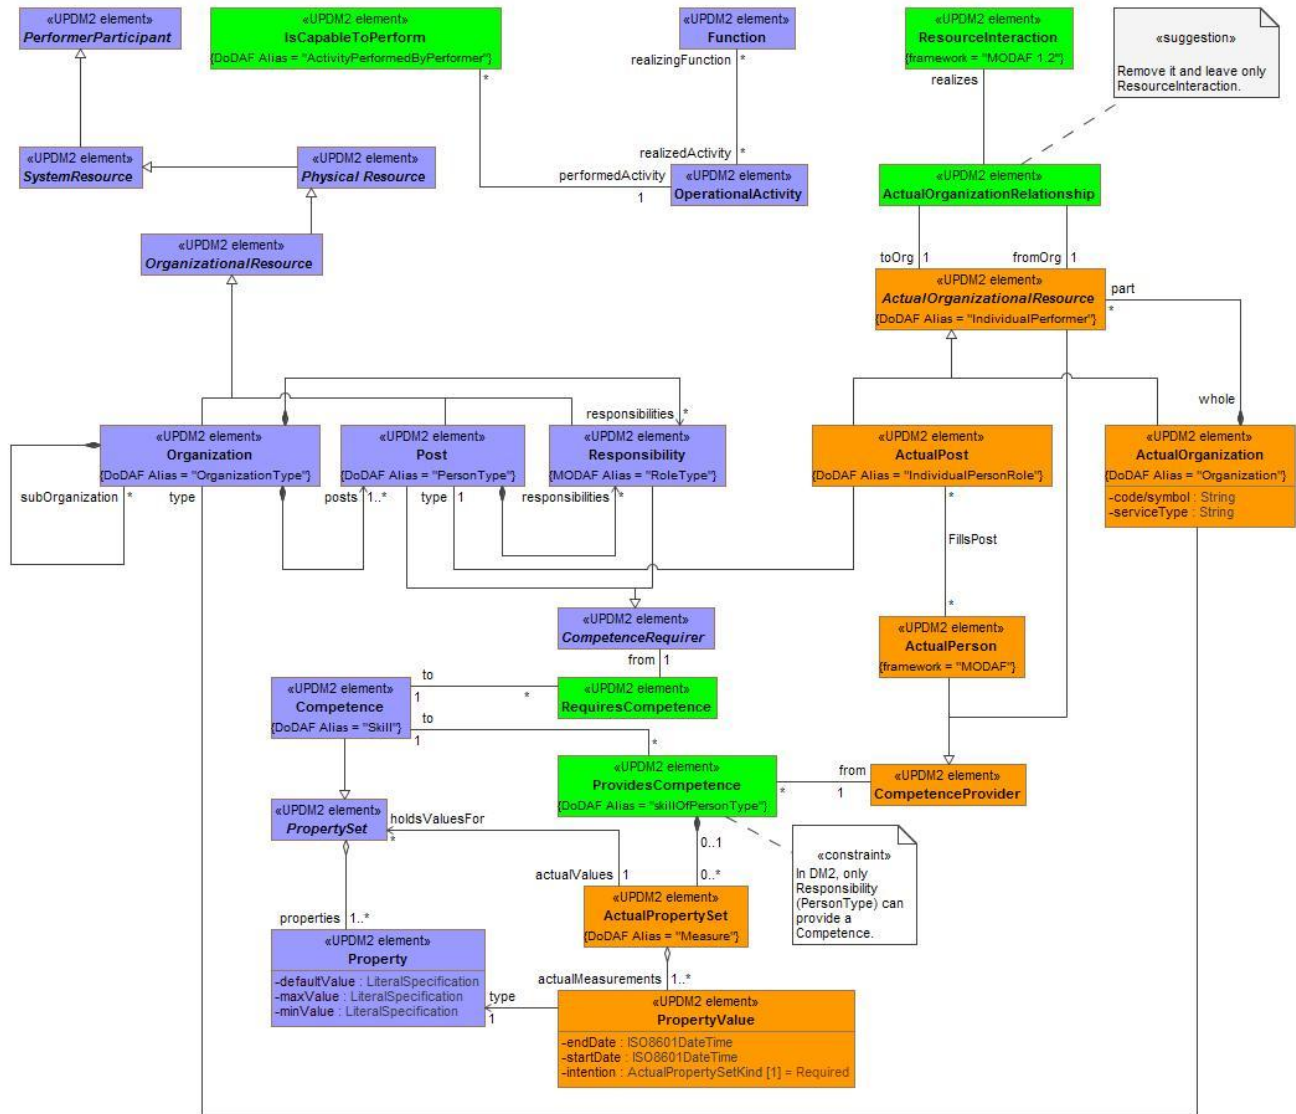 «UPDM2 element»
PerformerParticipant
«UPDM2 element»
IsCapableToPerform
{DoDAF Alias = "ActivityPerformedByPerformer"}
*
«UPDM2 element»
Function
realizingFunction *
«UPDM2 element»
ResourceInteraction
{framework = "MODAF 1.2"}
realizes
«suggestion»
Remove it and leave only
ResourceInteraction.
«UPDM2 element»
SystemResource
«UPDM2 element»
Physical Resource
realizedActivity *
performedActivity
1
«UPDM2 element»
OperationalActivity
«UPDM2 element»
ActualOrganizationRelationship
«UPDM2 element»
OrganizationalResource
toOrg 1
fromOrg 1
«UPDM2 element»
ActualOrganizationalResource
{DoDAF Alias = "IndividualPerformer"}
part
*
whole
responsibilities *
«UPDM2 element»
Organization
{DoDAF Alias = "OrganizationType"}
«UPDM2 element»
Post
{DoDAF Alias = "PersonType"}
«UPDM2 element»
Responsibility
{MODAF Alias = "RoleType"}
«UPDM2 element»
ActualPost
{DoDAF Alias = "IndividualPersonRole"}
«UPDM2 element»
ActualOrganization
{DoDAF Alias = "Organization"}
-code/symbol : String
-serviceType : String
subOrganization *
type
posts 1..*
type 1
responsibilities *
*
FillsPost
*
«UPDM2 element»
CompetenceRequirer
from 1
«UPDM2 element»
ActualPerson
{framework = "MODAF"}
«UPDM2 element»
Competence
{DoDAF Alias = "Skill"}
to
1
*
«UPDM2 element»
RequiresCompetence
to
1
*
«UPDM2 element»
ProvidesCompetence
{DoDAF Alias = "skillOfPersonType"}
from
*
1
«UPDM2 element»
CompetenceProvider
«UPDM2 element»
PropertySet
holdsValuesFor
*
0..1
actualValues 1
0..*
«constraint»
In DM2, only
Responsibility
(PersonType) can
provide a
Competence.
«UPDM2 element»
ActualPropertySet
{DoDAF Alias = "Measure"}
properties 1..*
«UPDM2 element»
Property
-defaultValue : LiteralSpecification
-maxValue : LiteralSpecification
-minValue : LiteralSpecification
actualMeasurements 1..*
type
1
«UPDM2 element»
PropertyValue
-endDate : ISO8601DateTime
-startDate : ISO8601DateTime
-intention : ActualPropertySetKind [1] = Required